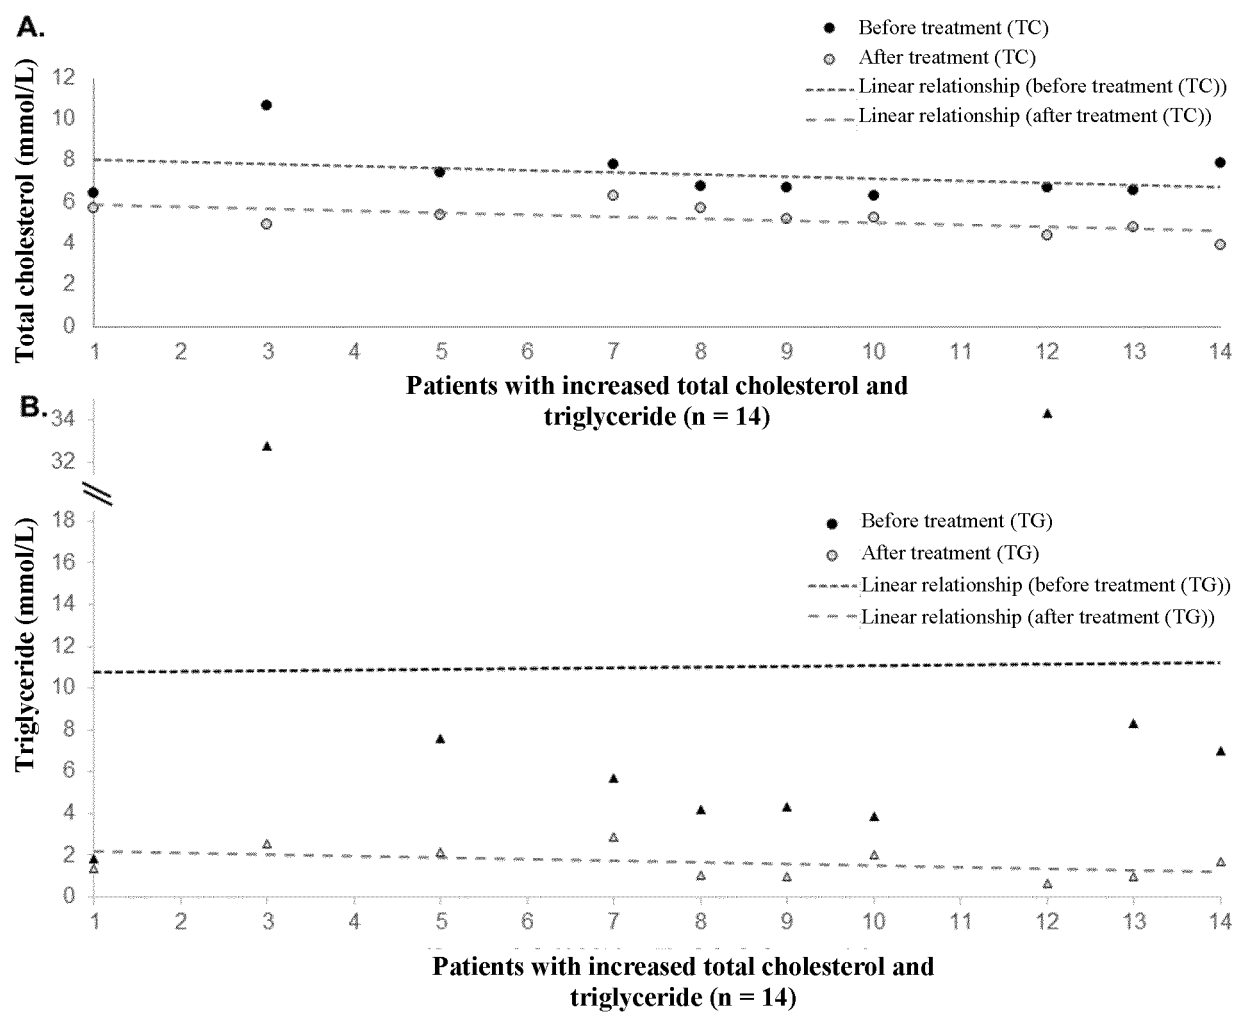 A.
Before treatment (TC)
After treatment (TC)
Linear relationship (before treatment (TC))
Linear relationship (after treatment (TC))
Total cholesterol (mmol/L)
12
10
8
6
4
2
0
1 2 3 4 5 6 7 8 9 10 11 12 13 14
Patients with increased total cholesterol and
triglyceride (n = 14)
B.
34
32
Before treatment (TG)
After treatment (TG)
Linear relationship (before treatment (TG))
Linear relationship (after treatment (TG))
Triglyceride (mmol/L)
18
16
14
12
10
8
6
4
2
0
1 2 3 4 5 6 7 8 9 10 11 12 13 14
Patients with increased total cholesterol and
triglyceride (n = 14)